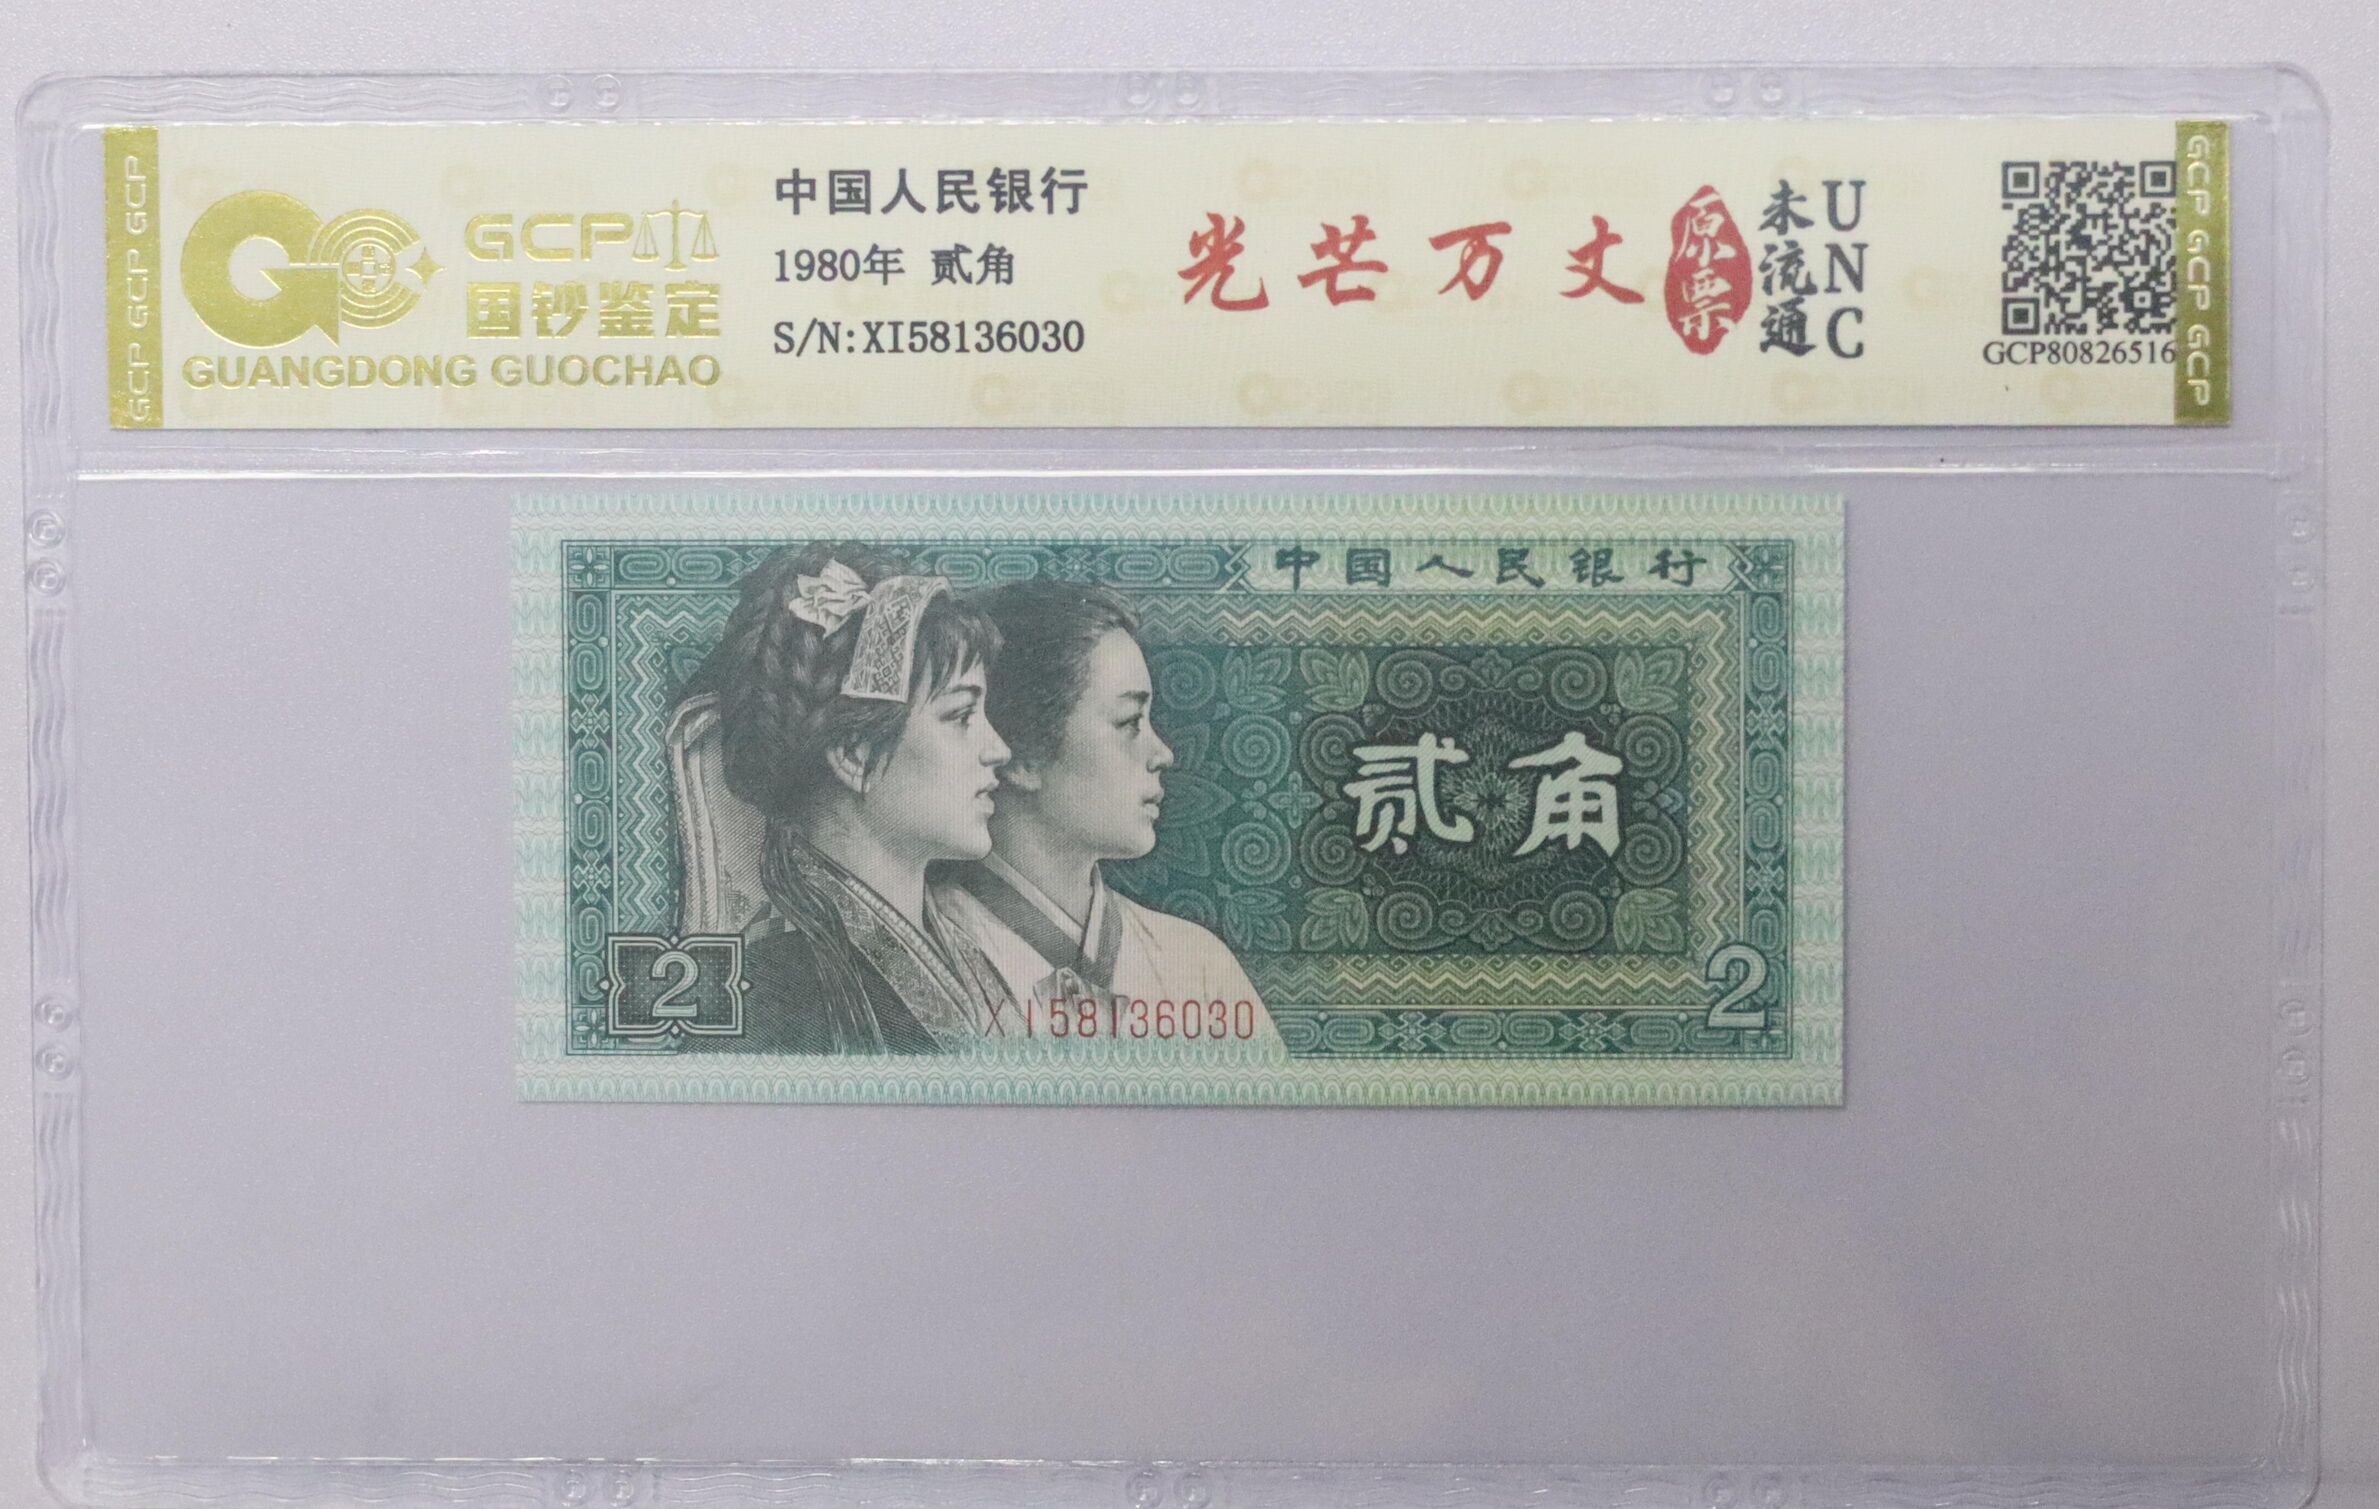 GCP GCP GCP
GCP
国钞鉴定
GUANGDONG GUOCHAO
中国人民银行
1980年 贰角
S/N:XI58136030
光芒万丈
原票
未流通
UNC
GCP80826516
GCP GCP GCP
中国人民银行
贰角
2
XI58136030
2